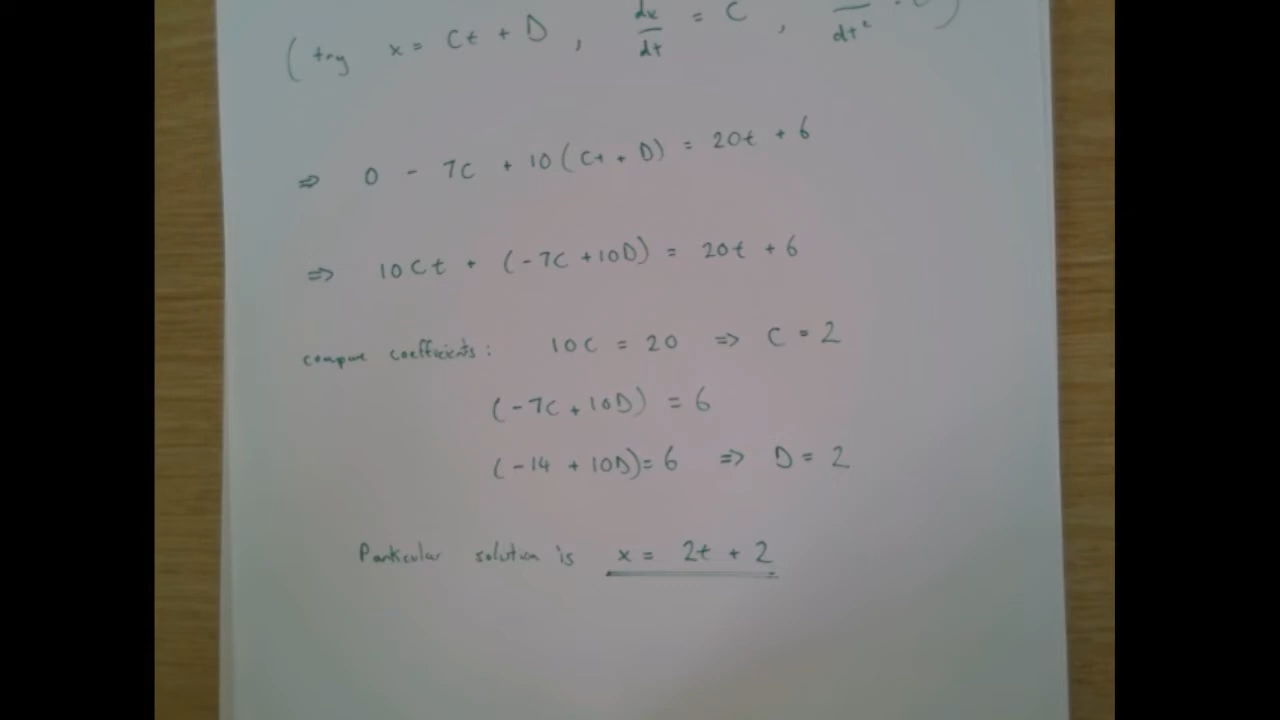 (try x = Ct + D , dx/dt = C , dt²
⇒ 0 - 7C + 10(Ct + D) = 20t + 6
⇒ 10Ct + (-7C + 10D) = 20t + 6
compare coefficients: 10C = 20 ⇒ C = 2
(-7C + 10D) = 6
(-14 + 10D) = 6 ⇒ D = 2
Particular solution is x = 2t + 2